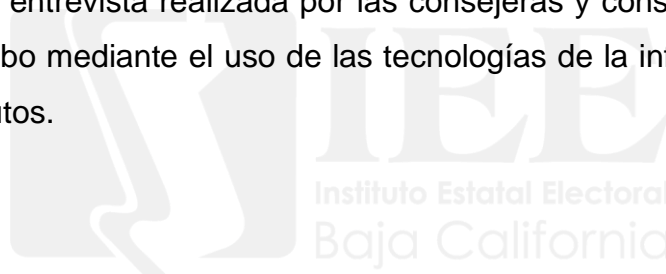 entrevista realizada por las consejeras y cons
bo mediante el uso de las tecnologías de la in
tos.
IEE
Instituto Estatal Electoral
Baja California